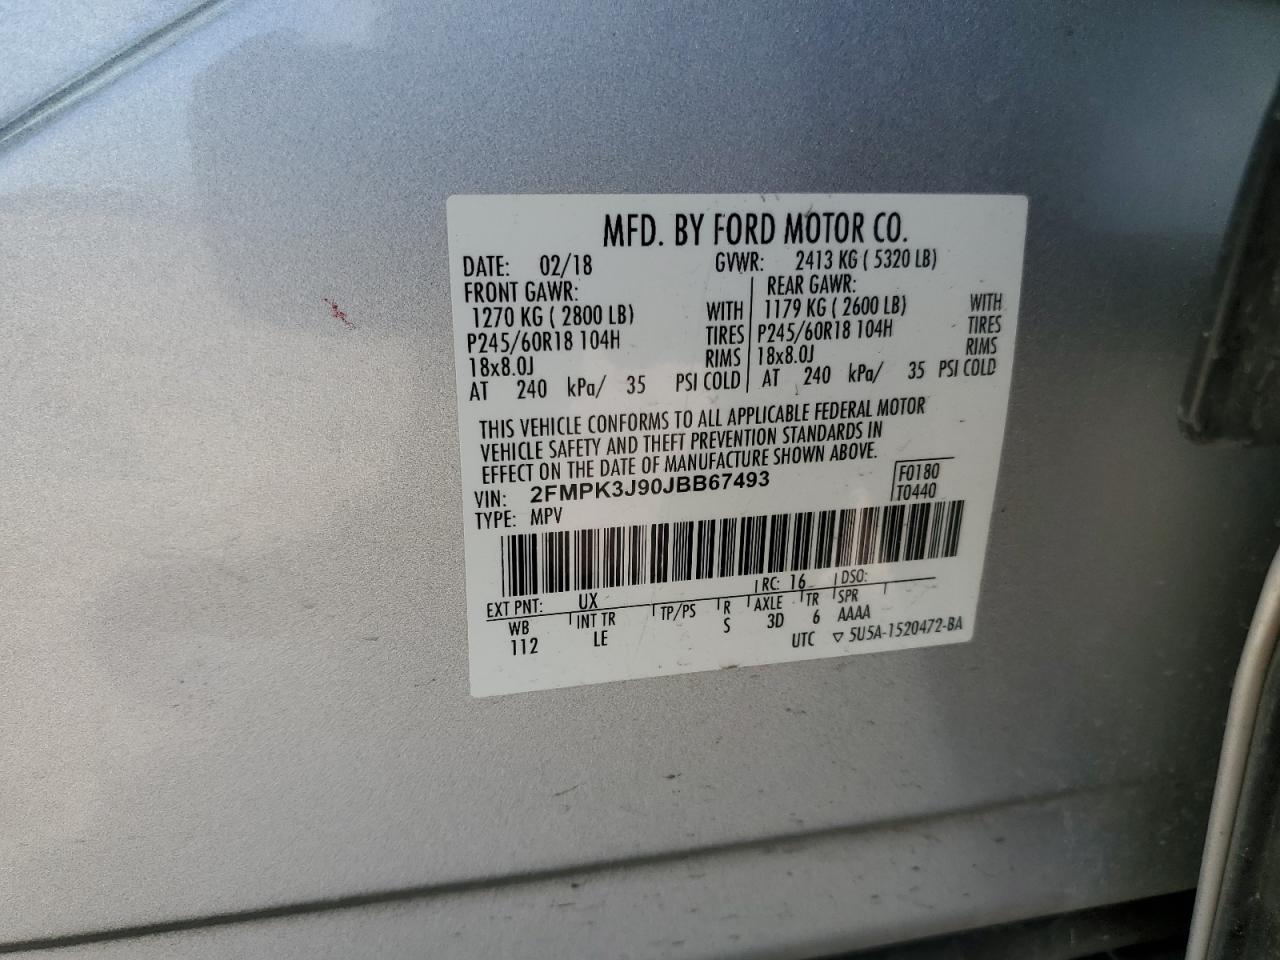 MFD. BY FORD MOTOR CO.
DATE: 02/18 GVWR: 2413 KG ( 5320 LB)
FRONT GAWR: REAR GAWR:
1270 KG ( 2800 LB) WITH 1179 KG ( 2600 LB) WITH
P245/60R18 104H TIRES P245/60R18 104H TIRES
18x8.0J RIMS 18x8.0J RIMS
AT 240 kPa/ 35 PSI COLD AT 240 kPa/ 35 PSI COLD
THIS VEHICLE CONFORMS TO ALL APPLICABLE FEDERAL MOTOR
VEHICLE SAFETY AND THEFT PREVENTION STANDARDS IN
EFFECT ON THE DATE OF MANUFACTURE SHOWN ABOVE.
VIN: 2FMPK3J90JBB67493 F0180
TYPE: MPV T0440
EXT PNT: UX RC: 16 DSO:
WB INT TR TP/PS R AXLE TR SPR
112 LE S 3D 6 AAAA
UTC ▽ 5U5A-1520472-BA